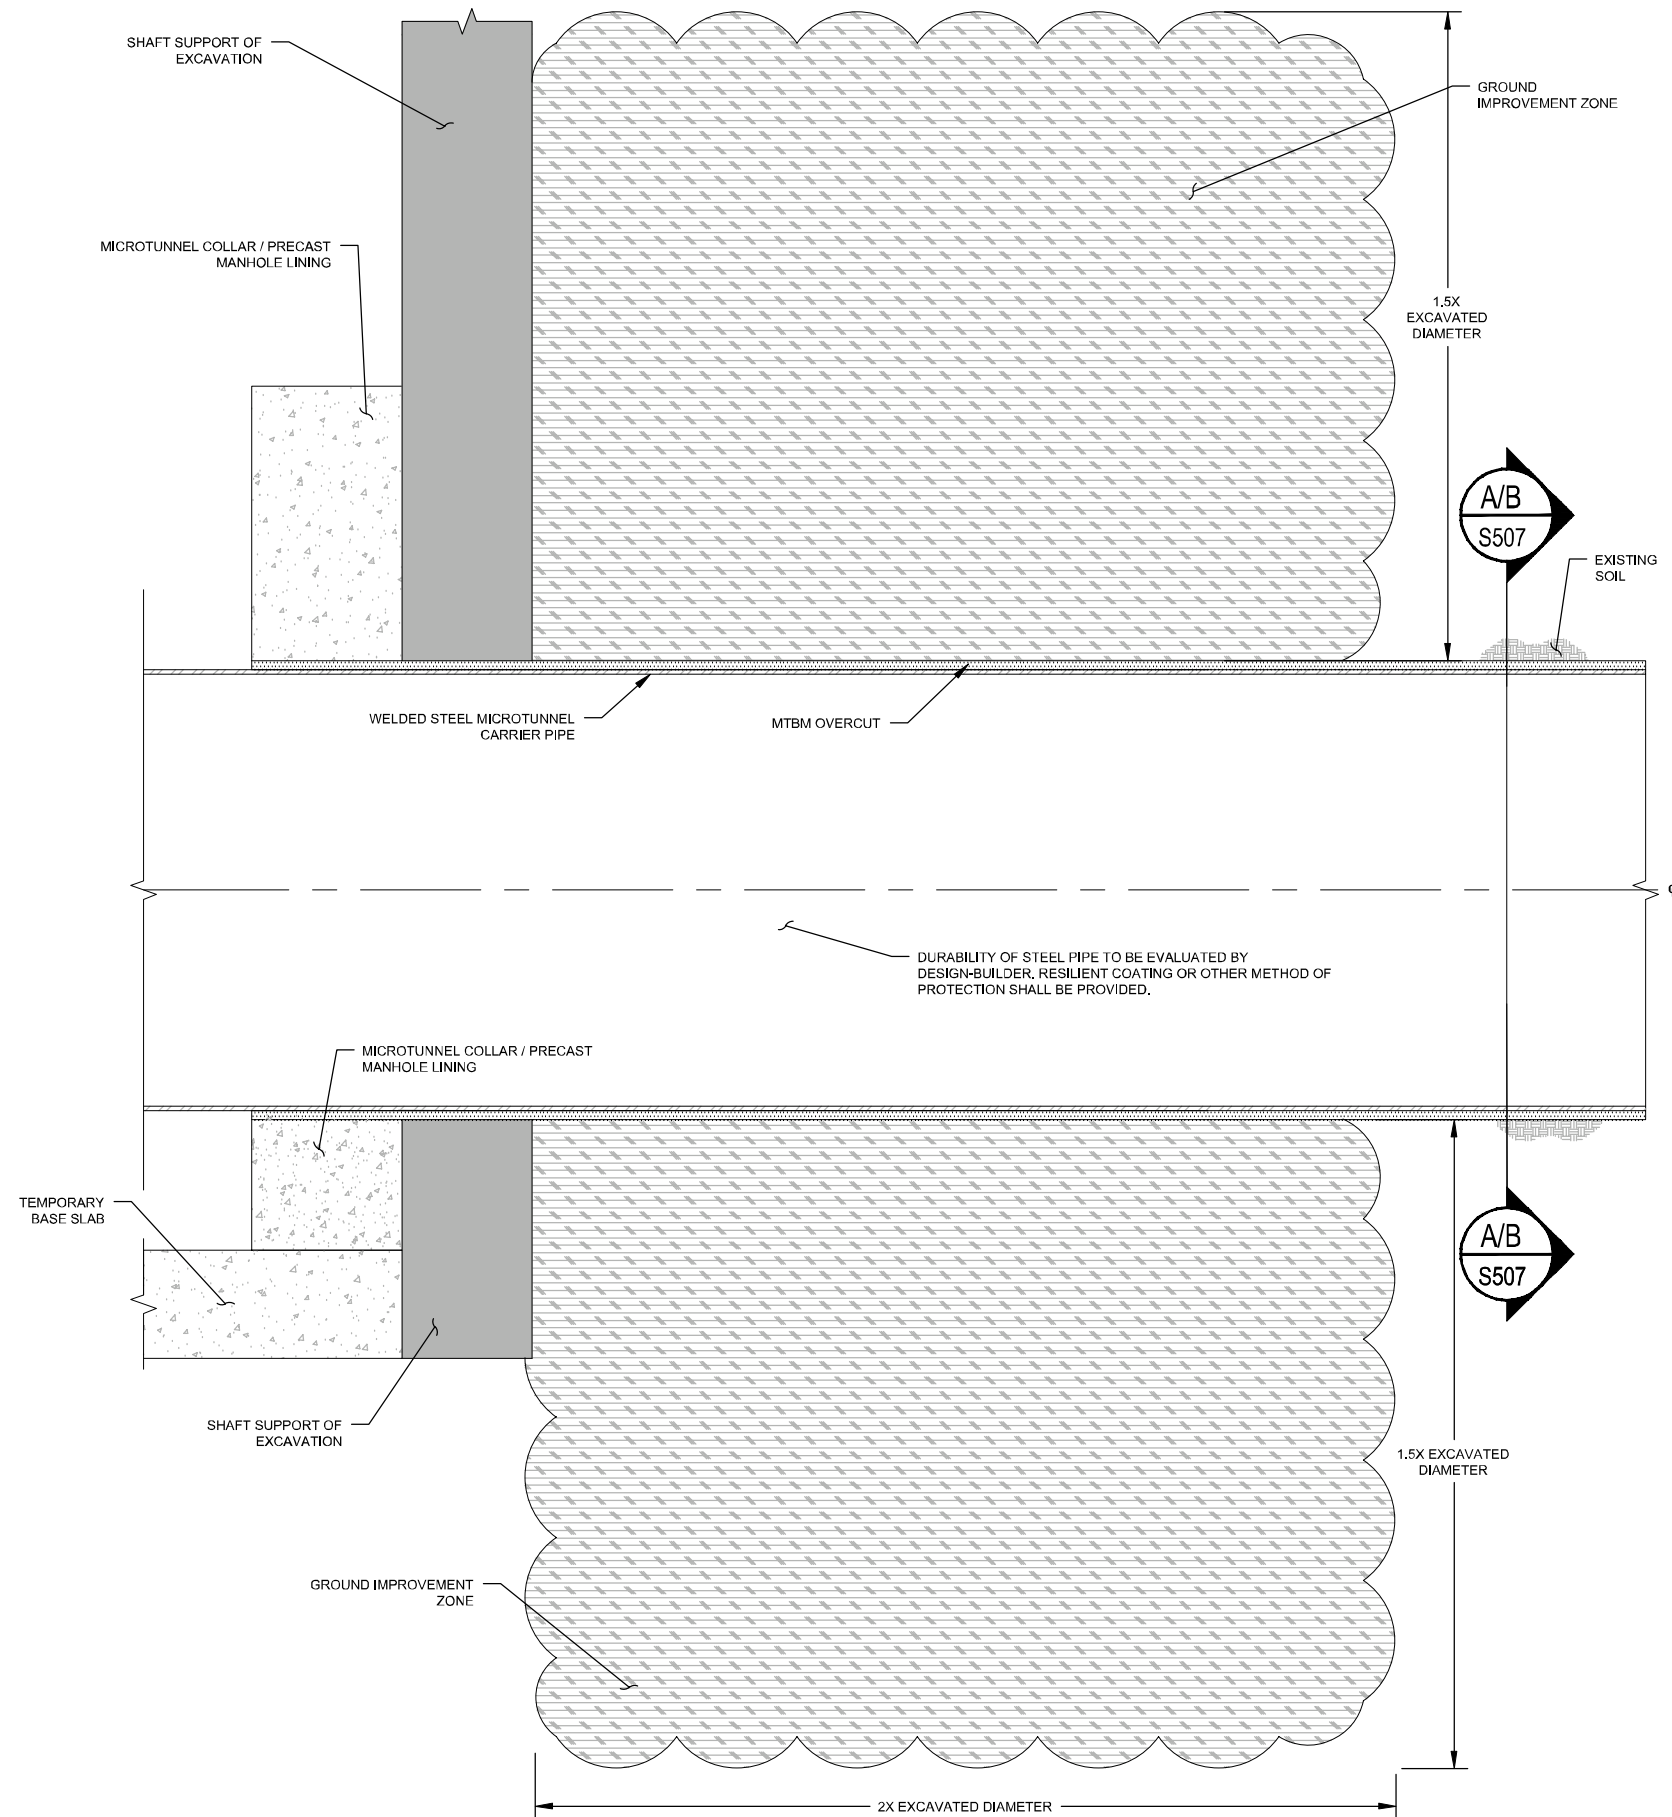 SHAFT SUPPORT OF
EXCAVATION
GROUND
IMPROVEMENT ZONE
MICROTUNNEL COLLAR / PRECAST
MANHOLE LINING
1.5X
EXCAVATED
DIAMETER
A/B
S507
EXISTING
SOIL
WELDED STEEL MICROTUNNEL
CARRIER PIPE
MTBM OVERCUT
DURABILITY OF STEEL PIPE TO BE EVALUATED BY
DESIGN-BUILDER. RESILIENT COATING OR OTHER METHOD OF
PROTECTION SHALL BE PROVIDED.
MICROTUNNEL COLLAR / PRECAST
MANHOLE LINING
TEMPORARY
BASE SLAB
A/B
S507
SHAFT SUPPORT OF
EXCAVATION
1.5X EXCAVATED
DIAMETER
GROUND IMPROVEMENT
ZONE
2X EXCAVATED DIAMETER